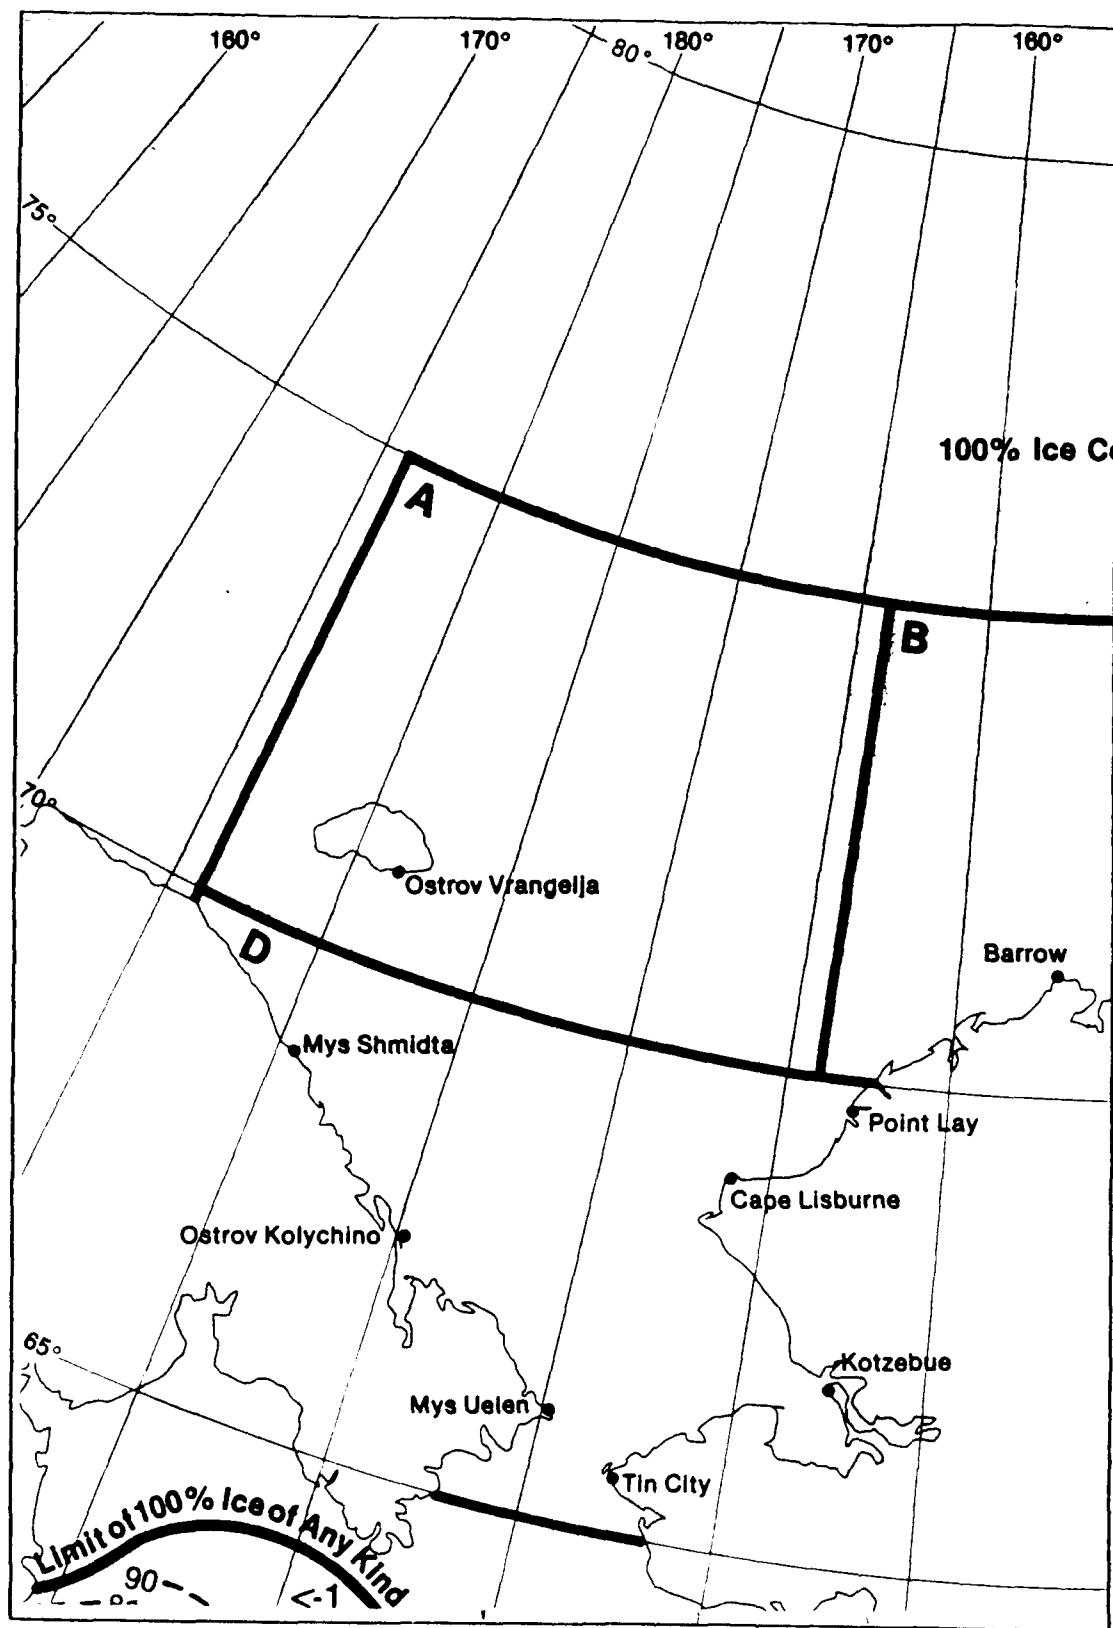 160° 170° 180° 170° 160°
80°
75°
100% Ice Co
A
B
70°
Ostrov Vrangelja
D
Barrow
Mys Shmidta
Point Lay
Cape Lisburne
Ostrov Kolychino
65°
Kotzebue
Mys Uelen
Tin City
Limit of 100% Ice of Any Kind
90
<-1